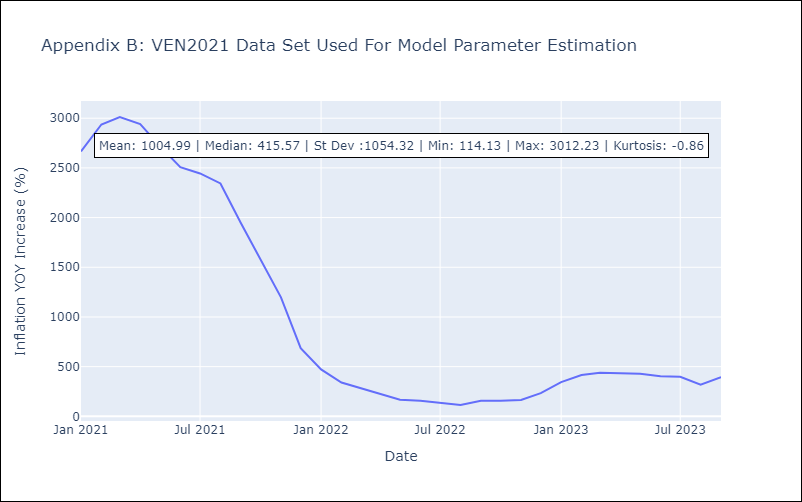 Appendix B: VEN2021 Data Set Used For Model Parameter Estimation
3000
Mean: 1004.99 | Median: 415.57 | St Dev :1054.32 | Min: 114.13 | Max: 3012.23 | Kurtosis: -0.86
2500
2000
1500
1000
500
0
Inflation YOY Increase (%)
Jan 2021 Jul 2021 Jan 2022 Jul 2022 Jan 2023 Jul 2023
Date